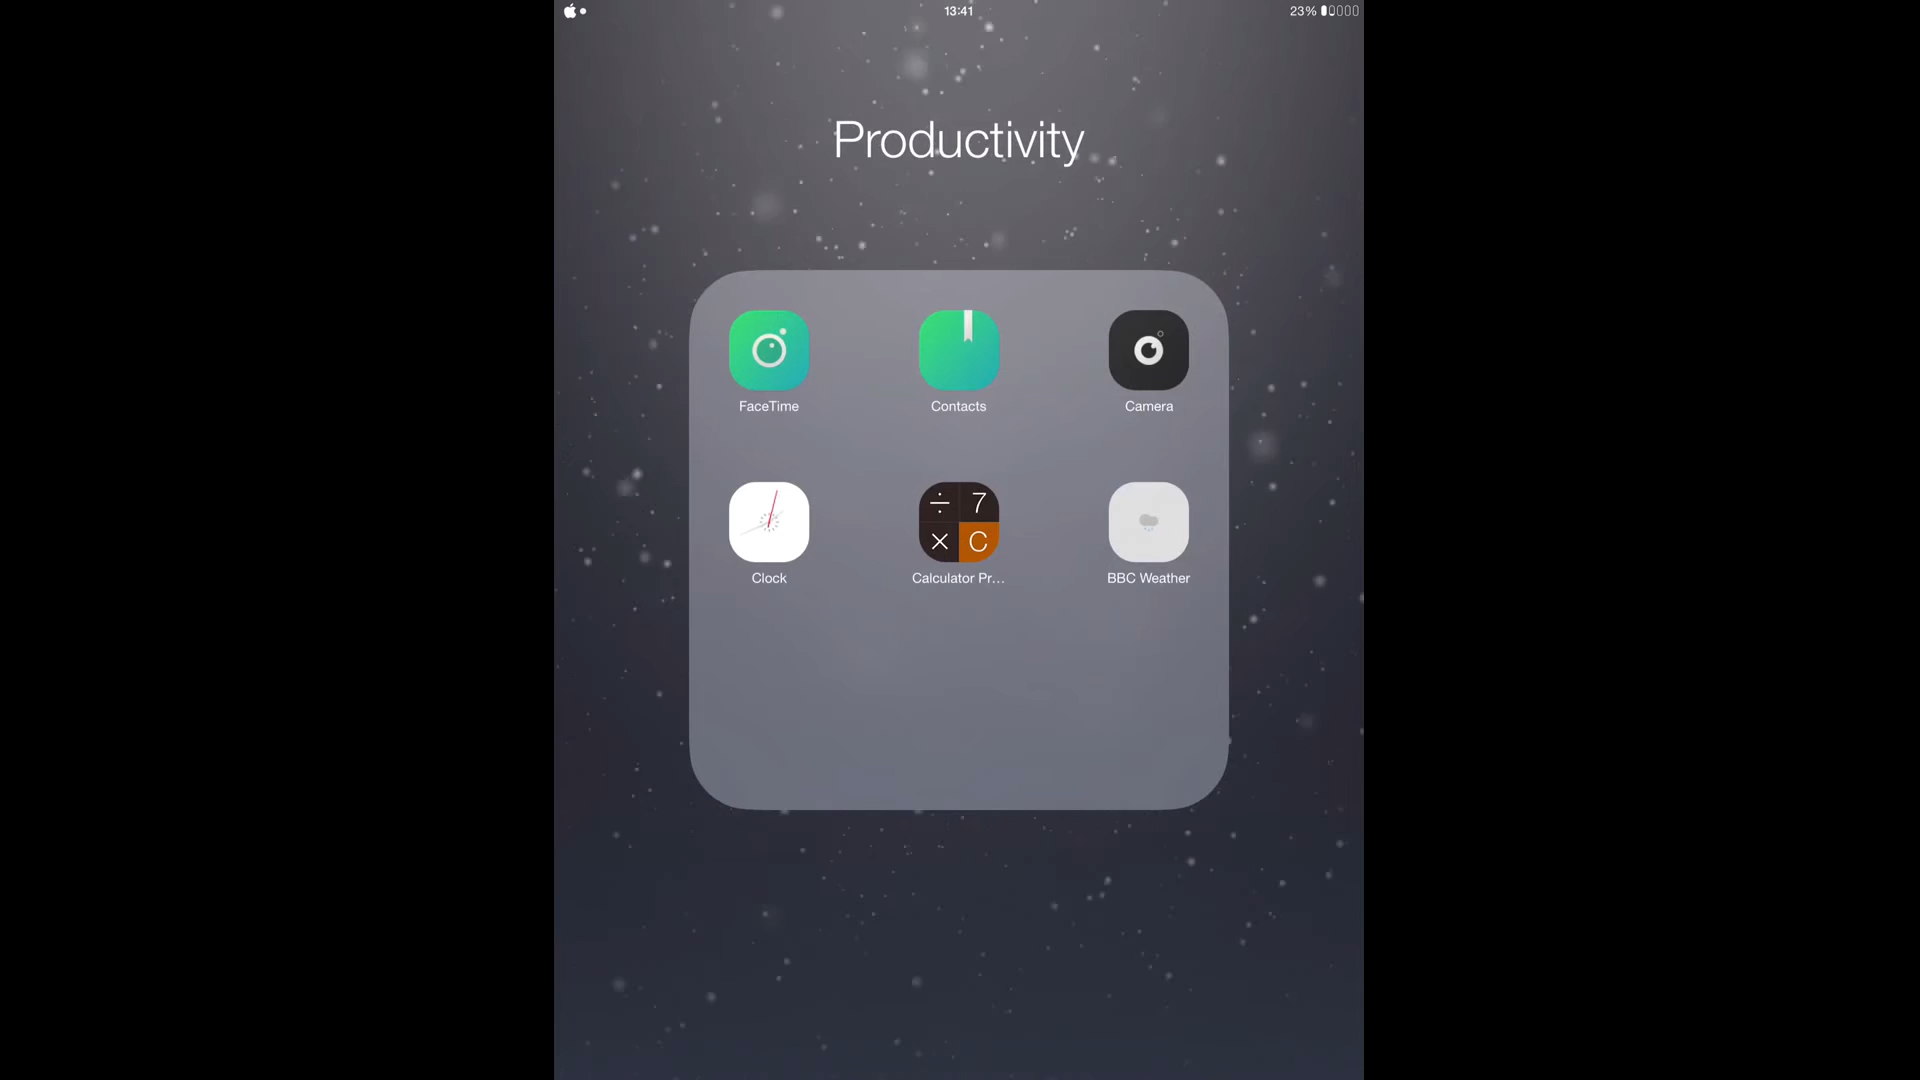 13:41
23%
Productivity
FaceTime
Contacts
Camera
÷ 7
× C
Clock
Calculator Pr...
BBC Weather